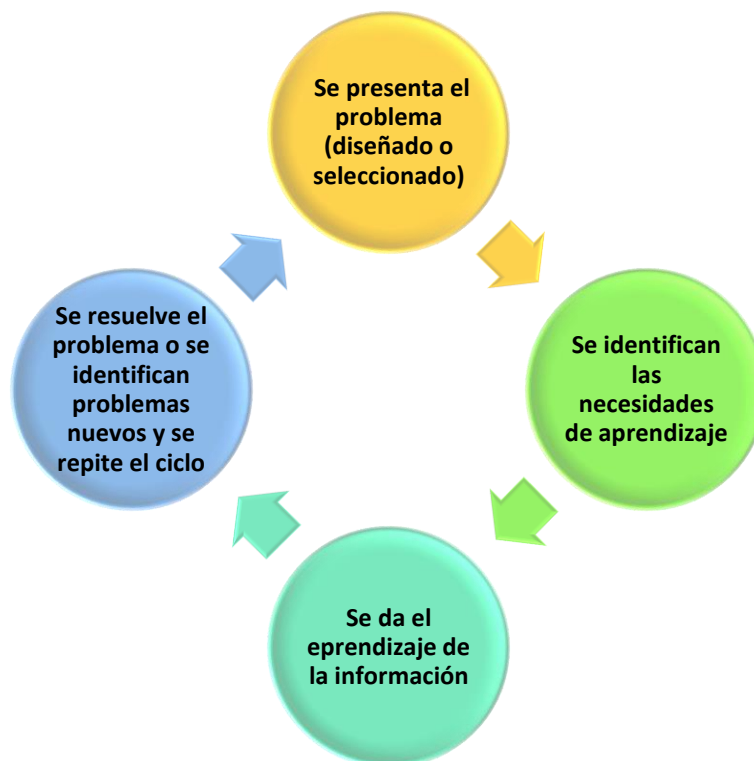 Se presenta el
problema
(diseñado o
seleccionado)
Se identifican
las
necesidades
de aprendizaje
Se da el
eprendizaje de
la información
Se resuelve el
problema o se
identifican
problemas
nuevos y se
repite el ciclo